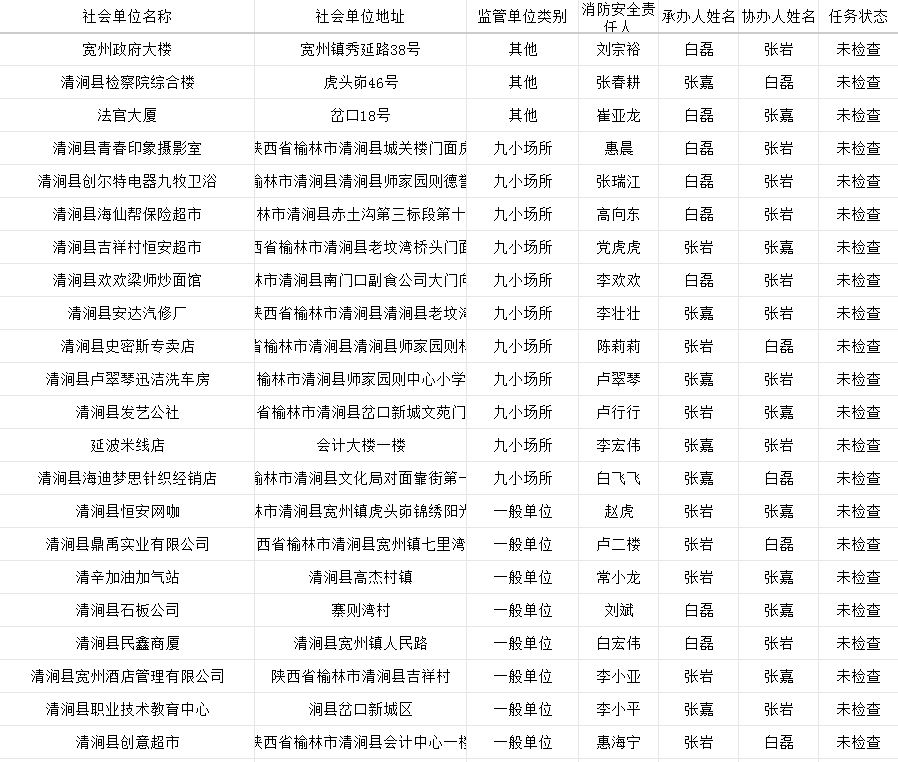 社会单位名称 社会单位地址 监管单位类别 消防安全责任人 承办人姓名 协办人姓名 任务状态
宽州政府大楼 宽州镇秀延路38号 其他 刘宗裕 白磊 张岩 未检查
清涧县检察院综合楼 虎头峁46号 其他 张春耕 张嘉 白磊 未检查
法官大厦 岔口18号 其他 崔亚龙 白磊 张嘉 未检查
清涧县青春印象摄影室 陕西省榆林市清涧县城关楼门面房 九小场所 惠晨 白磊 张岩 未检查
清涧县创尔特电器九牧卫浴 榆林市清涧县清涧县师家园则德誉 九小场所 张瑞江 白磊 张岩 未检查
清涧县海仙帮保险超市 林市清涧县赤土沟第三标段第十 九小场所 高向东 白磊 张岩 未检查
清涧县吉祥村恒安超市 西省榆林市清涧县老坟湾桥头门面 九小场所 党虎虎 张岩 张嘉 未检查
清涧县欢欢梁师炒面馆 林市清涧县南门口副食公司大门向 九小场所 李欢欢 白磊 张岩 未检查
清涧县安达汽修厂 陕西省榆林市清涧县清涧县老坟湾 九小场所 李壮壮 张嘉 张岩 未检查
清涧县史密斯专卖店 省榆林市清涧县清涧县师家园则 九小场所 陈莉莉 张岩 白磊 未检查
清涧县卢翠琴迅洁洗车房 榆林市清涧县师家园则中心小学 九小场所 卢翠琴 张嘉 张岩 未检查
清涧县发艺公社 省榆林市清涧县岔口新城文苑门 九小场所 卢行行 张岩 张嘉 未检查
延波米线店 会计大楼一楼 九小场所 李宏伟 张嘉 张岩 未检查
清涧县海迪梦思针织经销店 榆林市清涧县文化局对面靠街第一 九小场所 白飞飞 张嘉 白磊 未检查
清涧县恒安网咖 林市清涧县宽州镇虎头峁锦绣阳光 一般单位 赵虎 张岩 张嘉 未检查
清涧县鼎禹实业有限公司 西省榆林市清涧县宽州镇七里湾 一般单位 卢二楼 张岩 白磊 未检查
清辛加油加气站 清涧县高杰村镇 一般单位 常小龙 张岩 张嘉 未检查
清涧县石板公司 寨则湾村 一般单位 刘斌 白磊 张嘉 未检查
清涧县民鑫商厦 清涧县宽州镇人民路 一般单位 白宏伟 白磊 张岩 未检查
清涧县宽州酒店管理有限公司 陕西省榆林市清涧县吉祥村 一般单位 李小亚 张岩 张嘉 未检查
清涧县职业技术教育中心 涧县岔口新城区 一般单位 李小平 张嘉 张岩 未检查
清涧县创意超市 陕西省榆林市清涧县会计中心一楼 一般单位 惠海宁 张岩 白磊 未检查